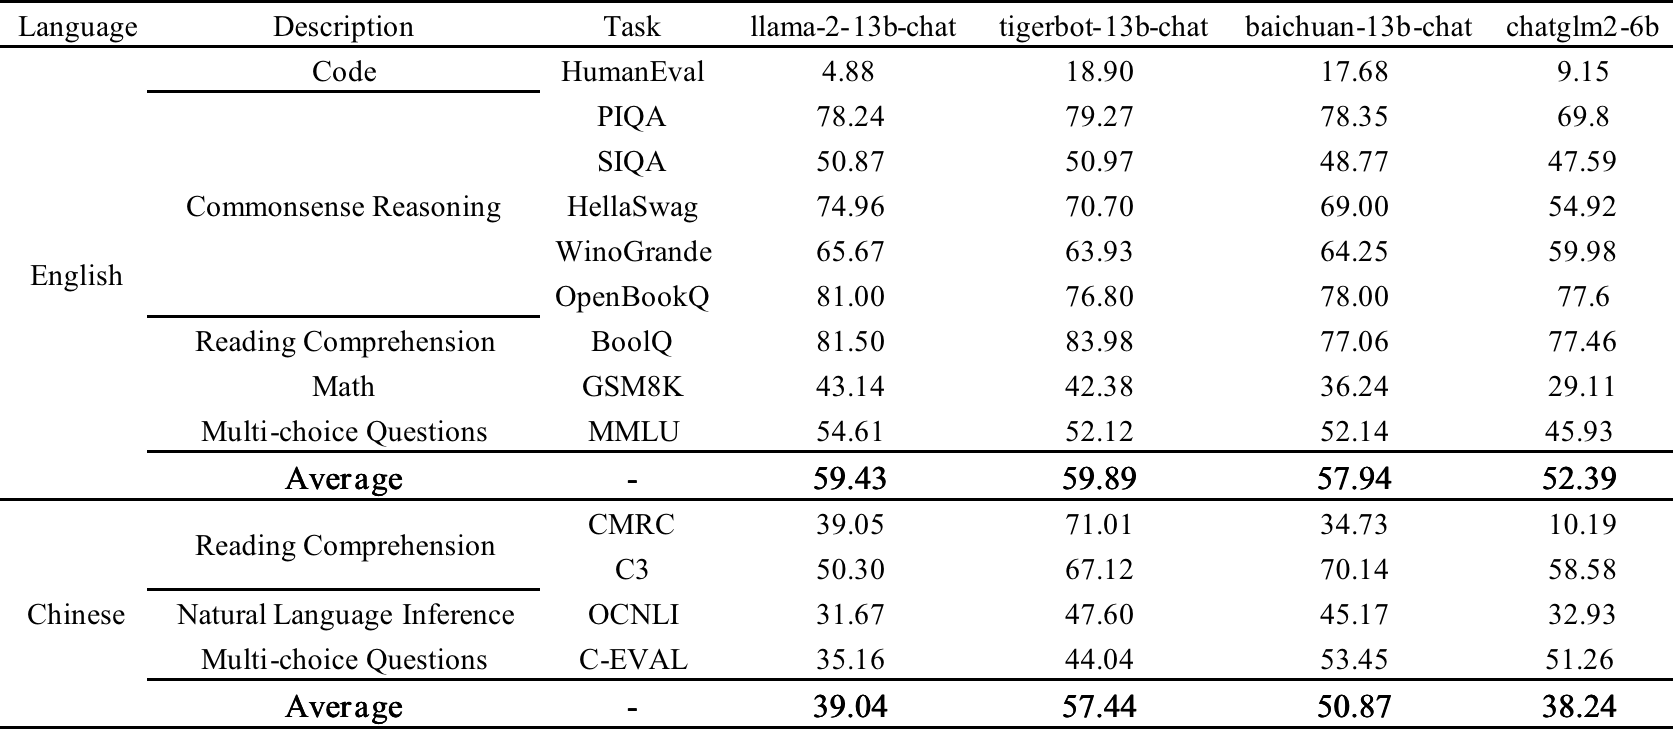 Language Description Task llama-2-13b-chat tigerbot-13b-chat baichuan-13b-chat chatglm2-6b
Code HumanEval 4.88 18.90 17.68 9.15
PIQA 78.24 79.27 78.35 69.8
SIQA 50.87 50.97 48.77 47.59
Commonsense Reasoning HellaSwag 74.96 70.70 69.00 54.92
WinoGrande 65.67 63.93 64.25 59.98
English
OpenBookQ 81.00 76.80 78.00 77.6
Reading Comprehension BoolQ 81.50 83.98 77.06 77.46
Math GSM8K 43.14 42.38 36.24 29.11
Multi-choice Questions MMLU 54.61 52.12 52.14 45.93
Average - 59.43 59.89 57.94 52.39
CMRC 39.05 71.01 34.73 10.19
Reading Comprehension
C3 50.30 67.12 70.14 58.58
Chinese Natural Language Inference OCNLI 31.67 47.60 45.17 32.93
Multi-choice Questions C-EVAL 35.16 44.04 53.45 51.26
Average - 39.04 57.44 50.87 38.24